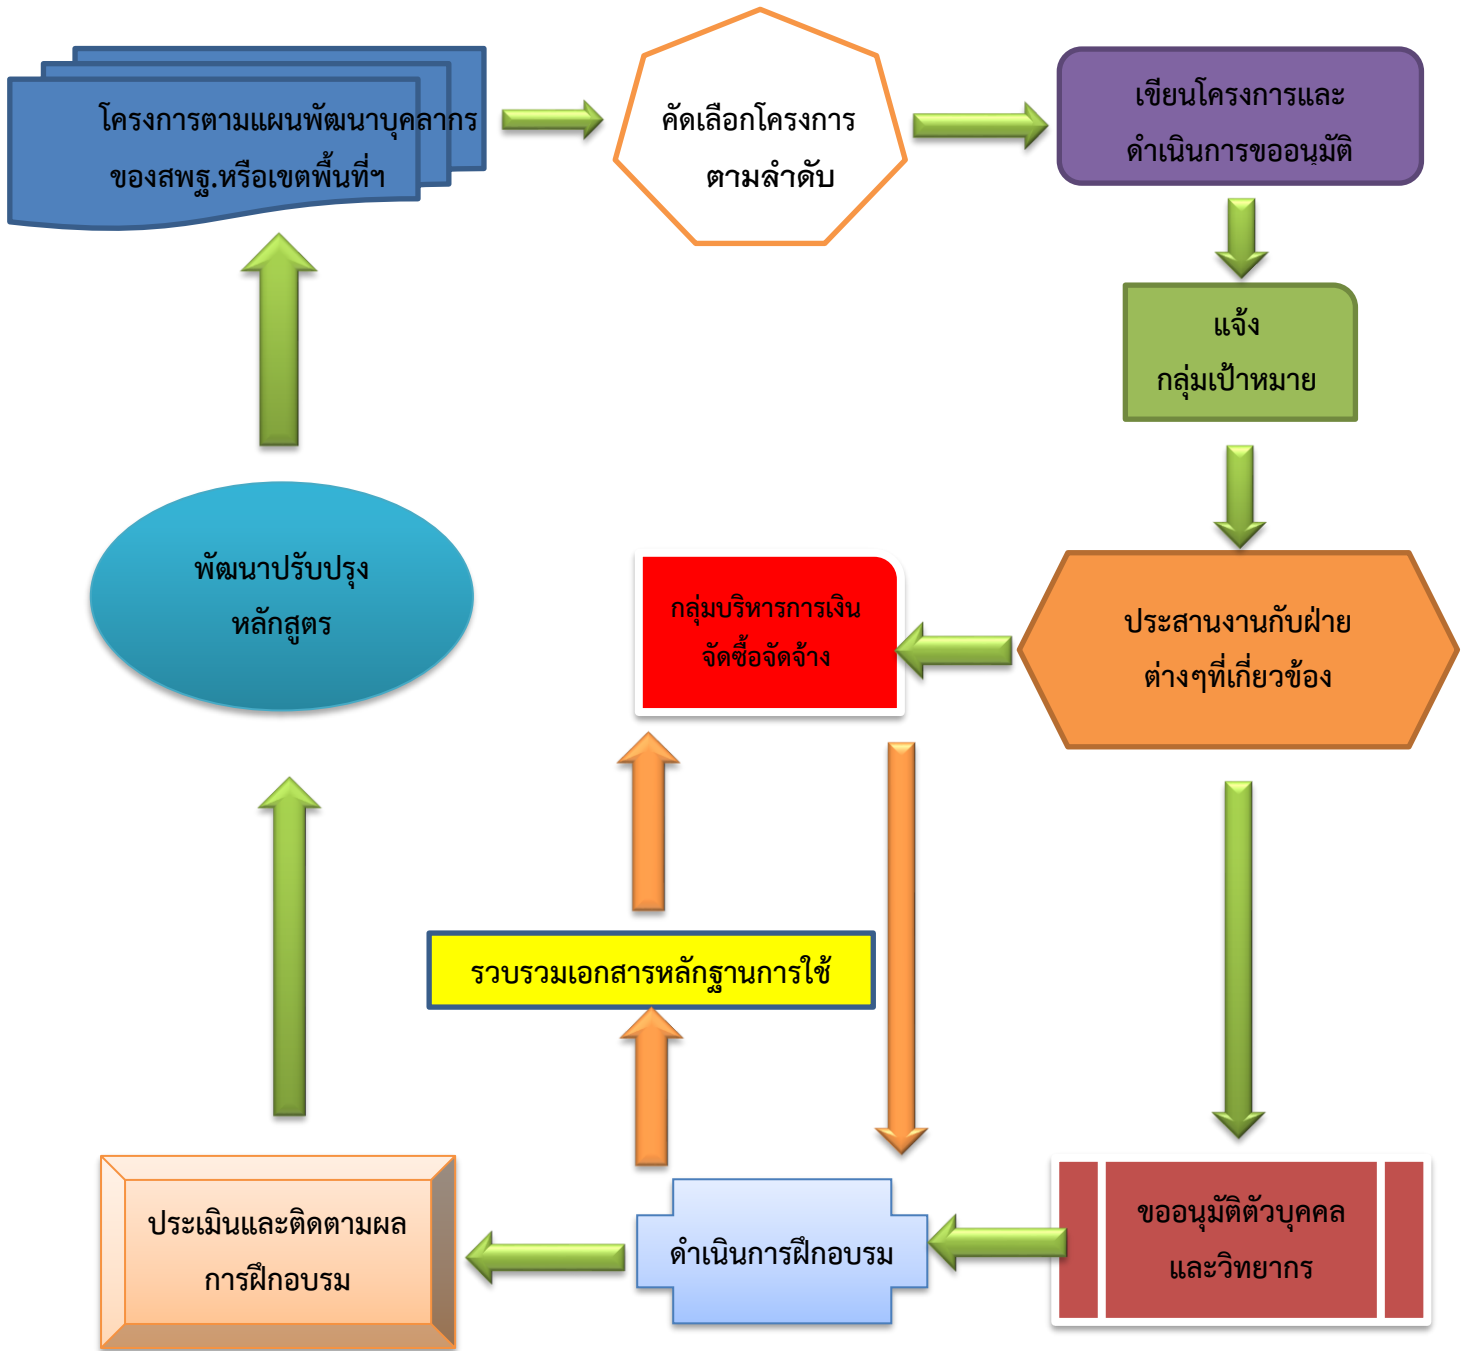 โครงการตามแผนพัฒนาบุคลากร
ของสพฐ.หรือเขตพื้นที่ฯ
คัดเลือกโครงการ
ตามลำดับ
เขียนโครงการและ
ดำเนินการขออนุมัติ
แจ้ง
กลุ่มเป้าหมาย
พัฒนาปรับปรุง
หลักสูตร
กลุ่มบริหารการเงิน
จัดซื้อจัดจ้าง
ประสานงานกับฝ่าย
ต่างๆที่เกี่ยวข้อง
รวบรวมเอกสารหลักฐานการใช้
ประเมินและติดตามผล
การฝึกอบรม
ดำเนินการฝึกอบรม
ขออนุมัติตัวบุคคล
และวิทยากร